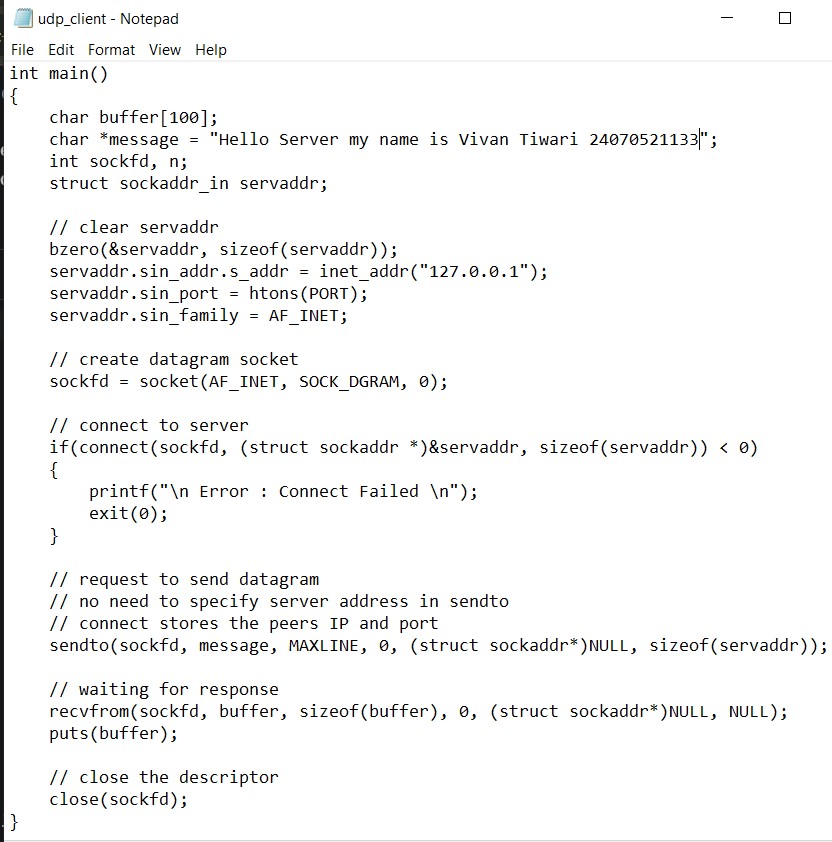 udp_client - Notepad
File Edit Format View Help
int main()
{
    char buffer[100];
    char *message = "Hello Server my name is Vivan Tiwari 24070521133";
    int sockfd, n;
    struct sockaddr_in servaddr;

    // clear servaddr
    bzero(&servaddr, sizeof(servaddr));
    servaddr.sin_addr.s_addr = inet_addr("127.0.0.1");
    servaddr.sin_port = htons(PORT);
    servaddr.sin_family = AF_INET;

    // create datagram socket
    sockfd = socket(AF_INET, SOCK_DGRAM, 0);

    // connect to server
    if(connect(sockfd, (struct sockaddr *)&servaddr, sizeof(servaddr)) < 0)
    {
        printf("\n Error : Connect Failed \n");
        exit(0);
    }

    // request to send datagram
    // no need to specify server address in sendto
    // connect stores the peers IP and port
    sendto(sockfd, message, MAXLINE, 0, (struct sockaddr*)NULL, sizeof(servaddr));

    // waiting for response
    recvfrom(sockfd, buffer, sizeof(buffer), 0, (struct sockaddr*)NULL, NULL);
    puts(buffer);

    // close the descriptor
    close(sockfd);
}